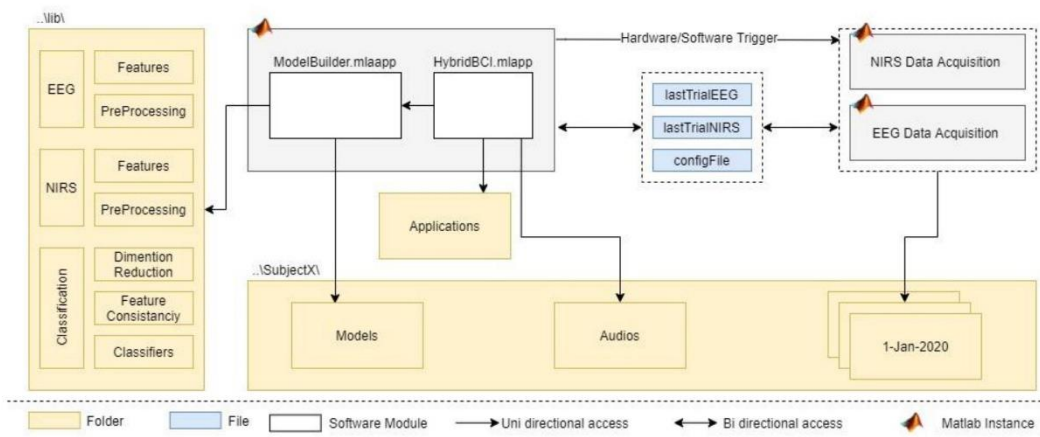 ..\lib\
EEG
Features
PreProcessing
NIRS
Features
PreProcessing
Classification
Dimention
Reduction
Feature
Consistanciy
Classifiers
ModelBuilder.mlaapp
HybridBCI.mlapp
Hardware/Software Trigger
lastTrialEEG
lastTrialNIRS
configFile
NIRS Data Acquisition
EEG Data Acquisition
Applications
..\SubjectX\
Models
Audios
1-Jan-2020
Folder
File
Software Module
Uni directional access
Bi directional access
Matlab Instance